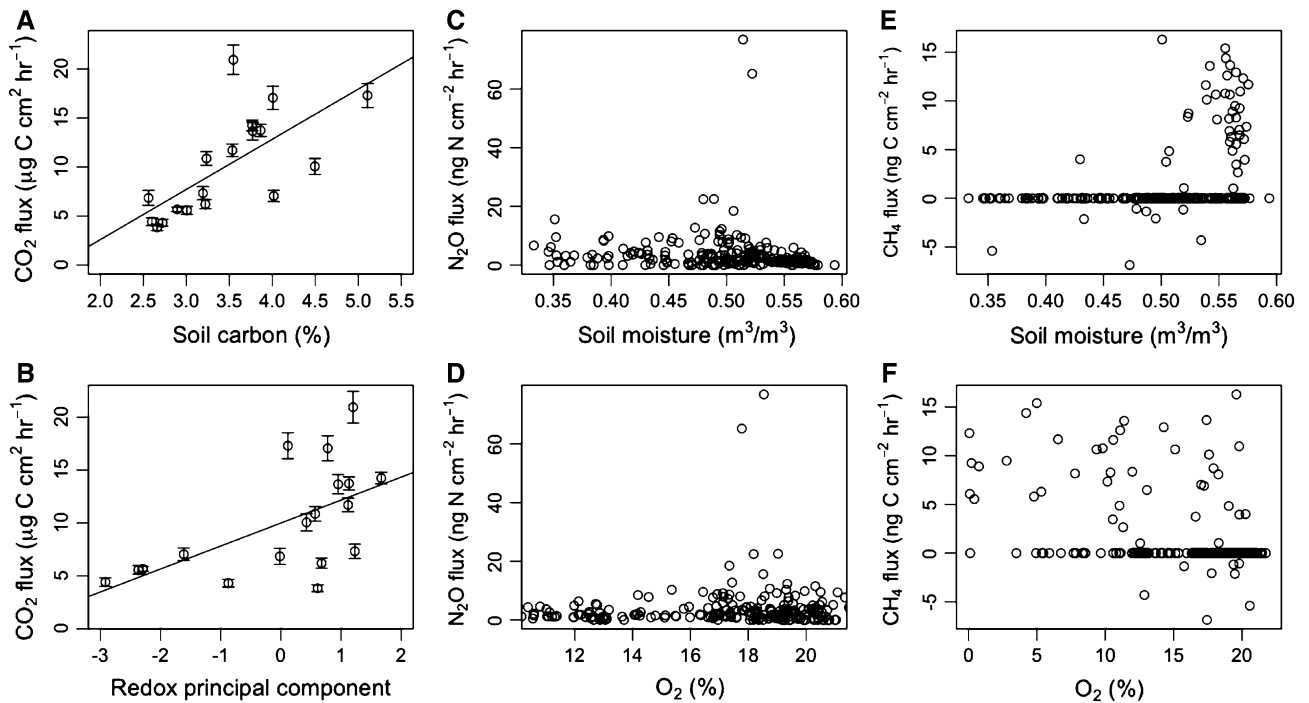 A
CO₂ flux (µg C cm² hr⁻¹)
20
15
10
5
0
2.0 2.5 3.0 3.5 4.0 4.5 5.0 5.5
Soil carbon (%)
C
N₂O flux (ng N cm⁻² hr⁻¹)
60
40
20
0
0.35 0.40 0.45 0.50 0.55 0.60
Soil moisture (m³/m³)
E
CH₄ flux (ng C cm⁻² hr⁻¹)
15
10
5
0
-5
0.35 0.40 0.45 0.50 0.55 0.60
Soil moisture (m³/m³)
B
CO₂ flux (µg C cm² hr⁻¹)
20
15
10
5
0
-3 -2 -1 0 1 2
Redox principal component
D
N₂O flux (ng N cm⁻² hr⁻¹)
60
40
20
0
12 14 16 18 20
O₂ (%)
F
CH₄ flux (ng C cm⁻² hr⁻¹)
15
10
5
0
-5
0 5 10 15 20
O₂ (%)